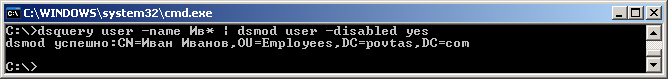 C:\WINDOWS\system32\cmd.exe
C:\>dsquery user -name Ив* | dsmod user -disabled yes
dsmod успешно:CN=Иван Иванов,OU=Employees,DC=povtas,DC=com
C:\>